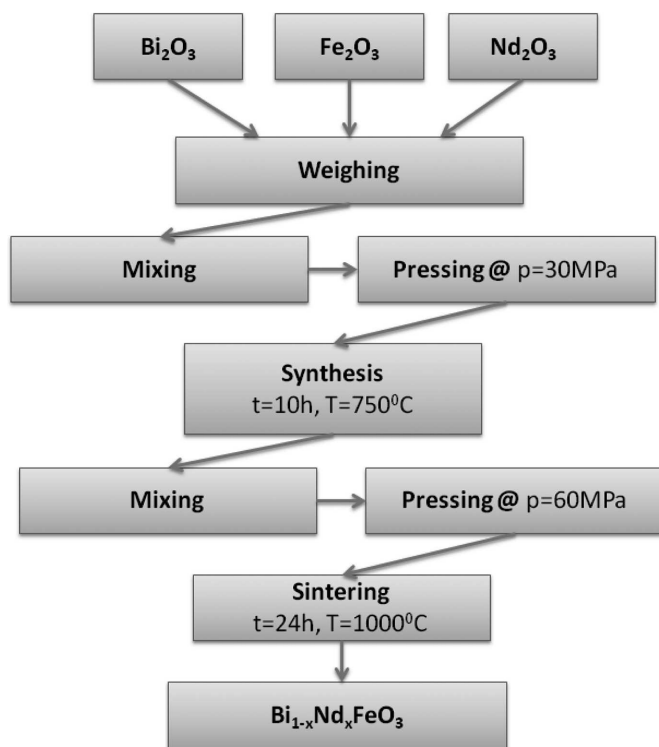 Bi₂O₃
Fe₂O₃
Nd₂O₃
Weighing
Mixing
Pressing @ p=30MPa
Synthesis
t=10h, T=750⁰C
Mixing
Pressing @ p=60MPa
Sintering
t=24h, T=1000⁰C
Bi₁₋ₓNdₓFeO₃